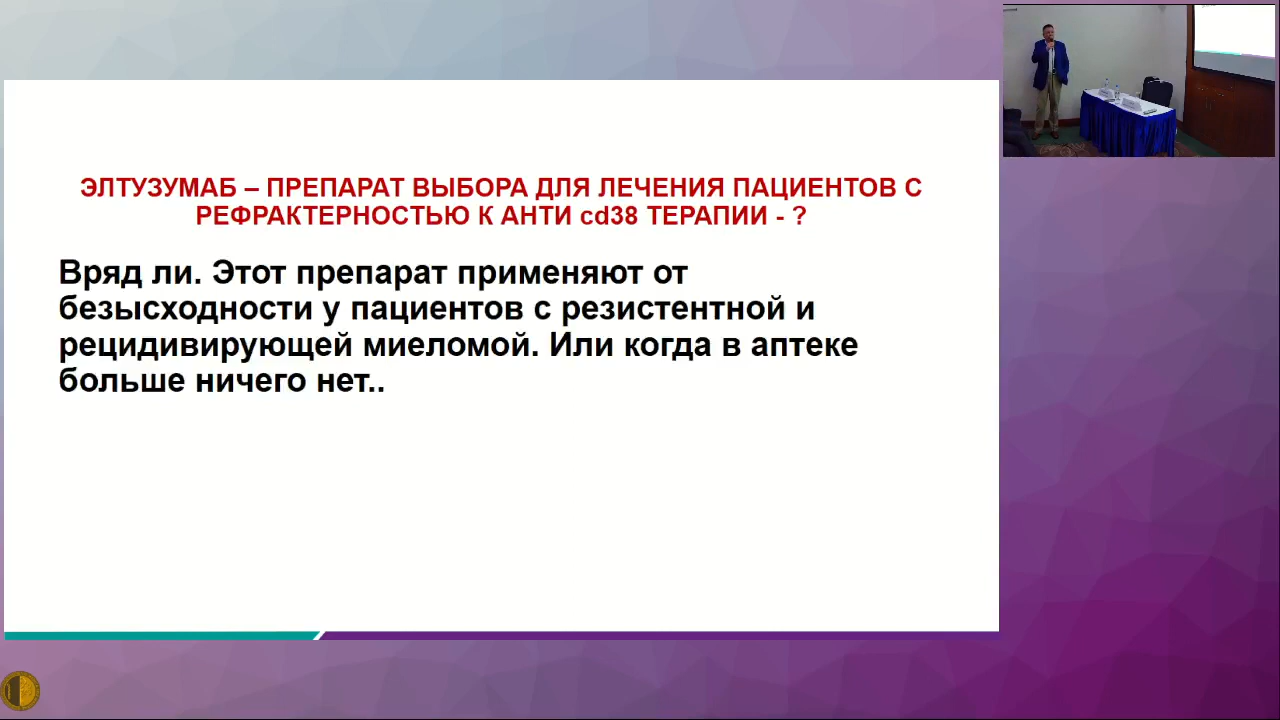 ЭЛТУЗУМАБ – ПРЕПАРАТ ВЫБОРА ДЛЯ ЛЕЧЕНИЯ ПАЦИЕНТОВ С
РЕФРАКТЕРНОСТЬЮ К АНТИ cd38 ТЕРАПИИ - ?
Вряд ли. Этот препарат применяют от
безысходности у пациентов с резистентной и
рецидивирующей миеломой. Или когда в аптеке
больше ничего нет..